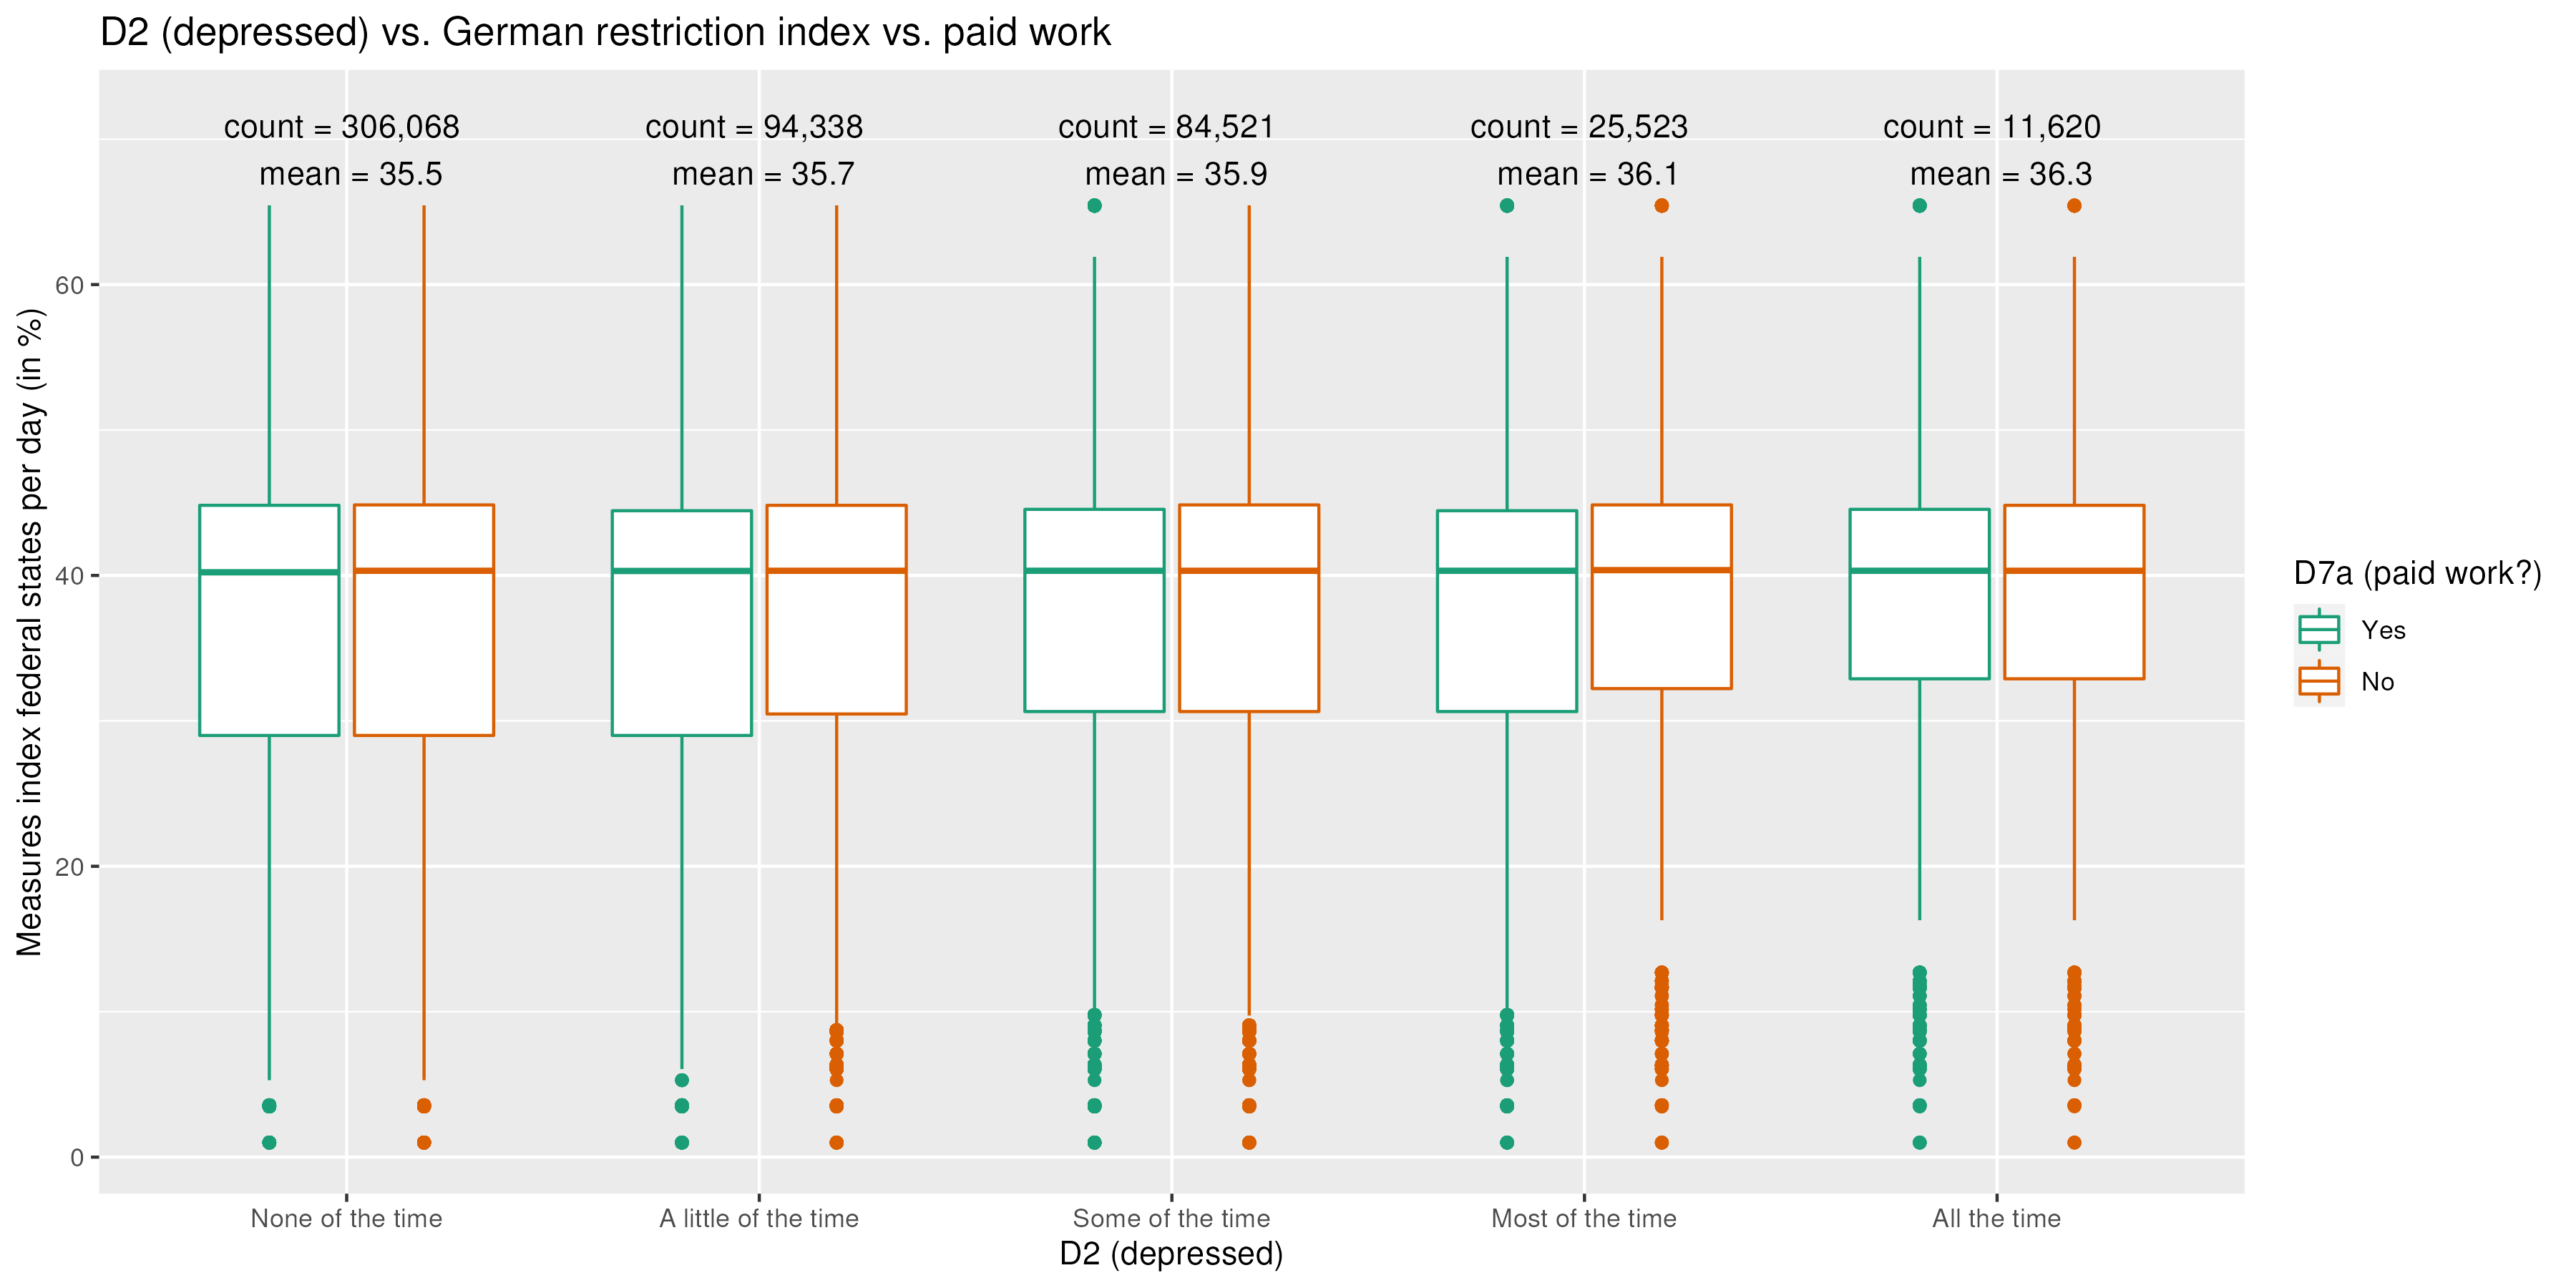 D2 (depressed) vs. German restriction index vs. paid work
count = 306,068
mean = 35.5
count = 94,338
mean = 35.7
count = 84,521
mean = 35.9
count = 25,523
mean = 36.1
count = 11,620
mean = 36.3
Measures index federal states per day (in %)
60
40
20
0
None of the time
A little of the time
Some of the time
Most of the time
All the time
D2 (depressed)
D7a (paid work?)
Yes
No